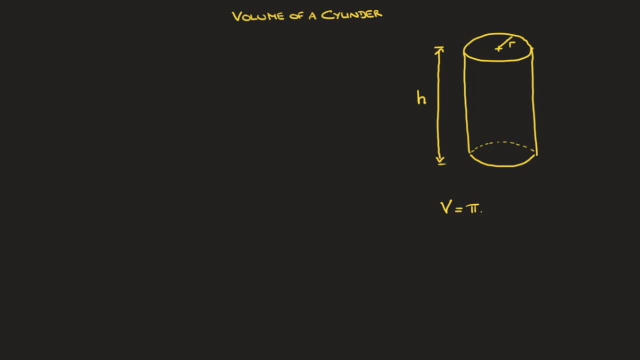 VOLUME OF A CYLINDER
r
h
V = π.